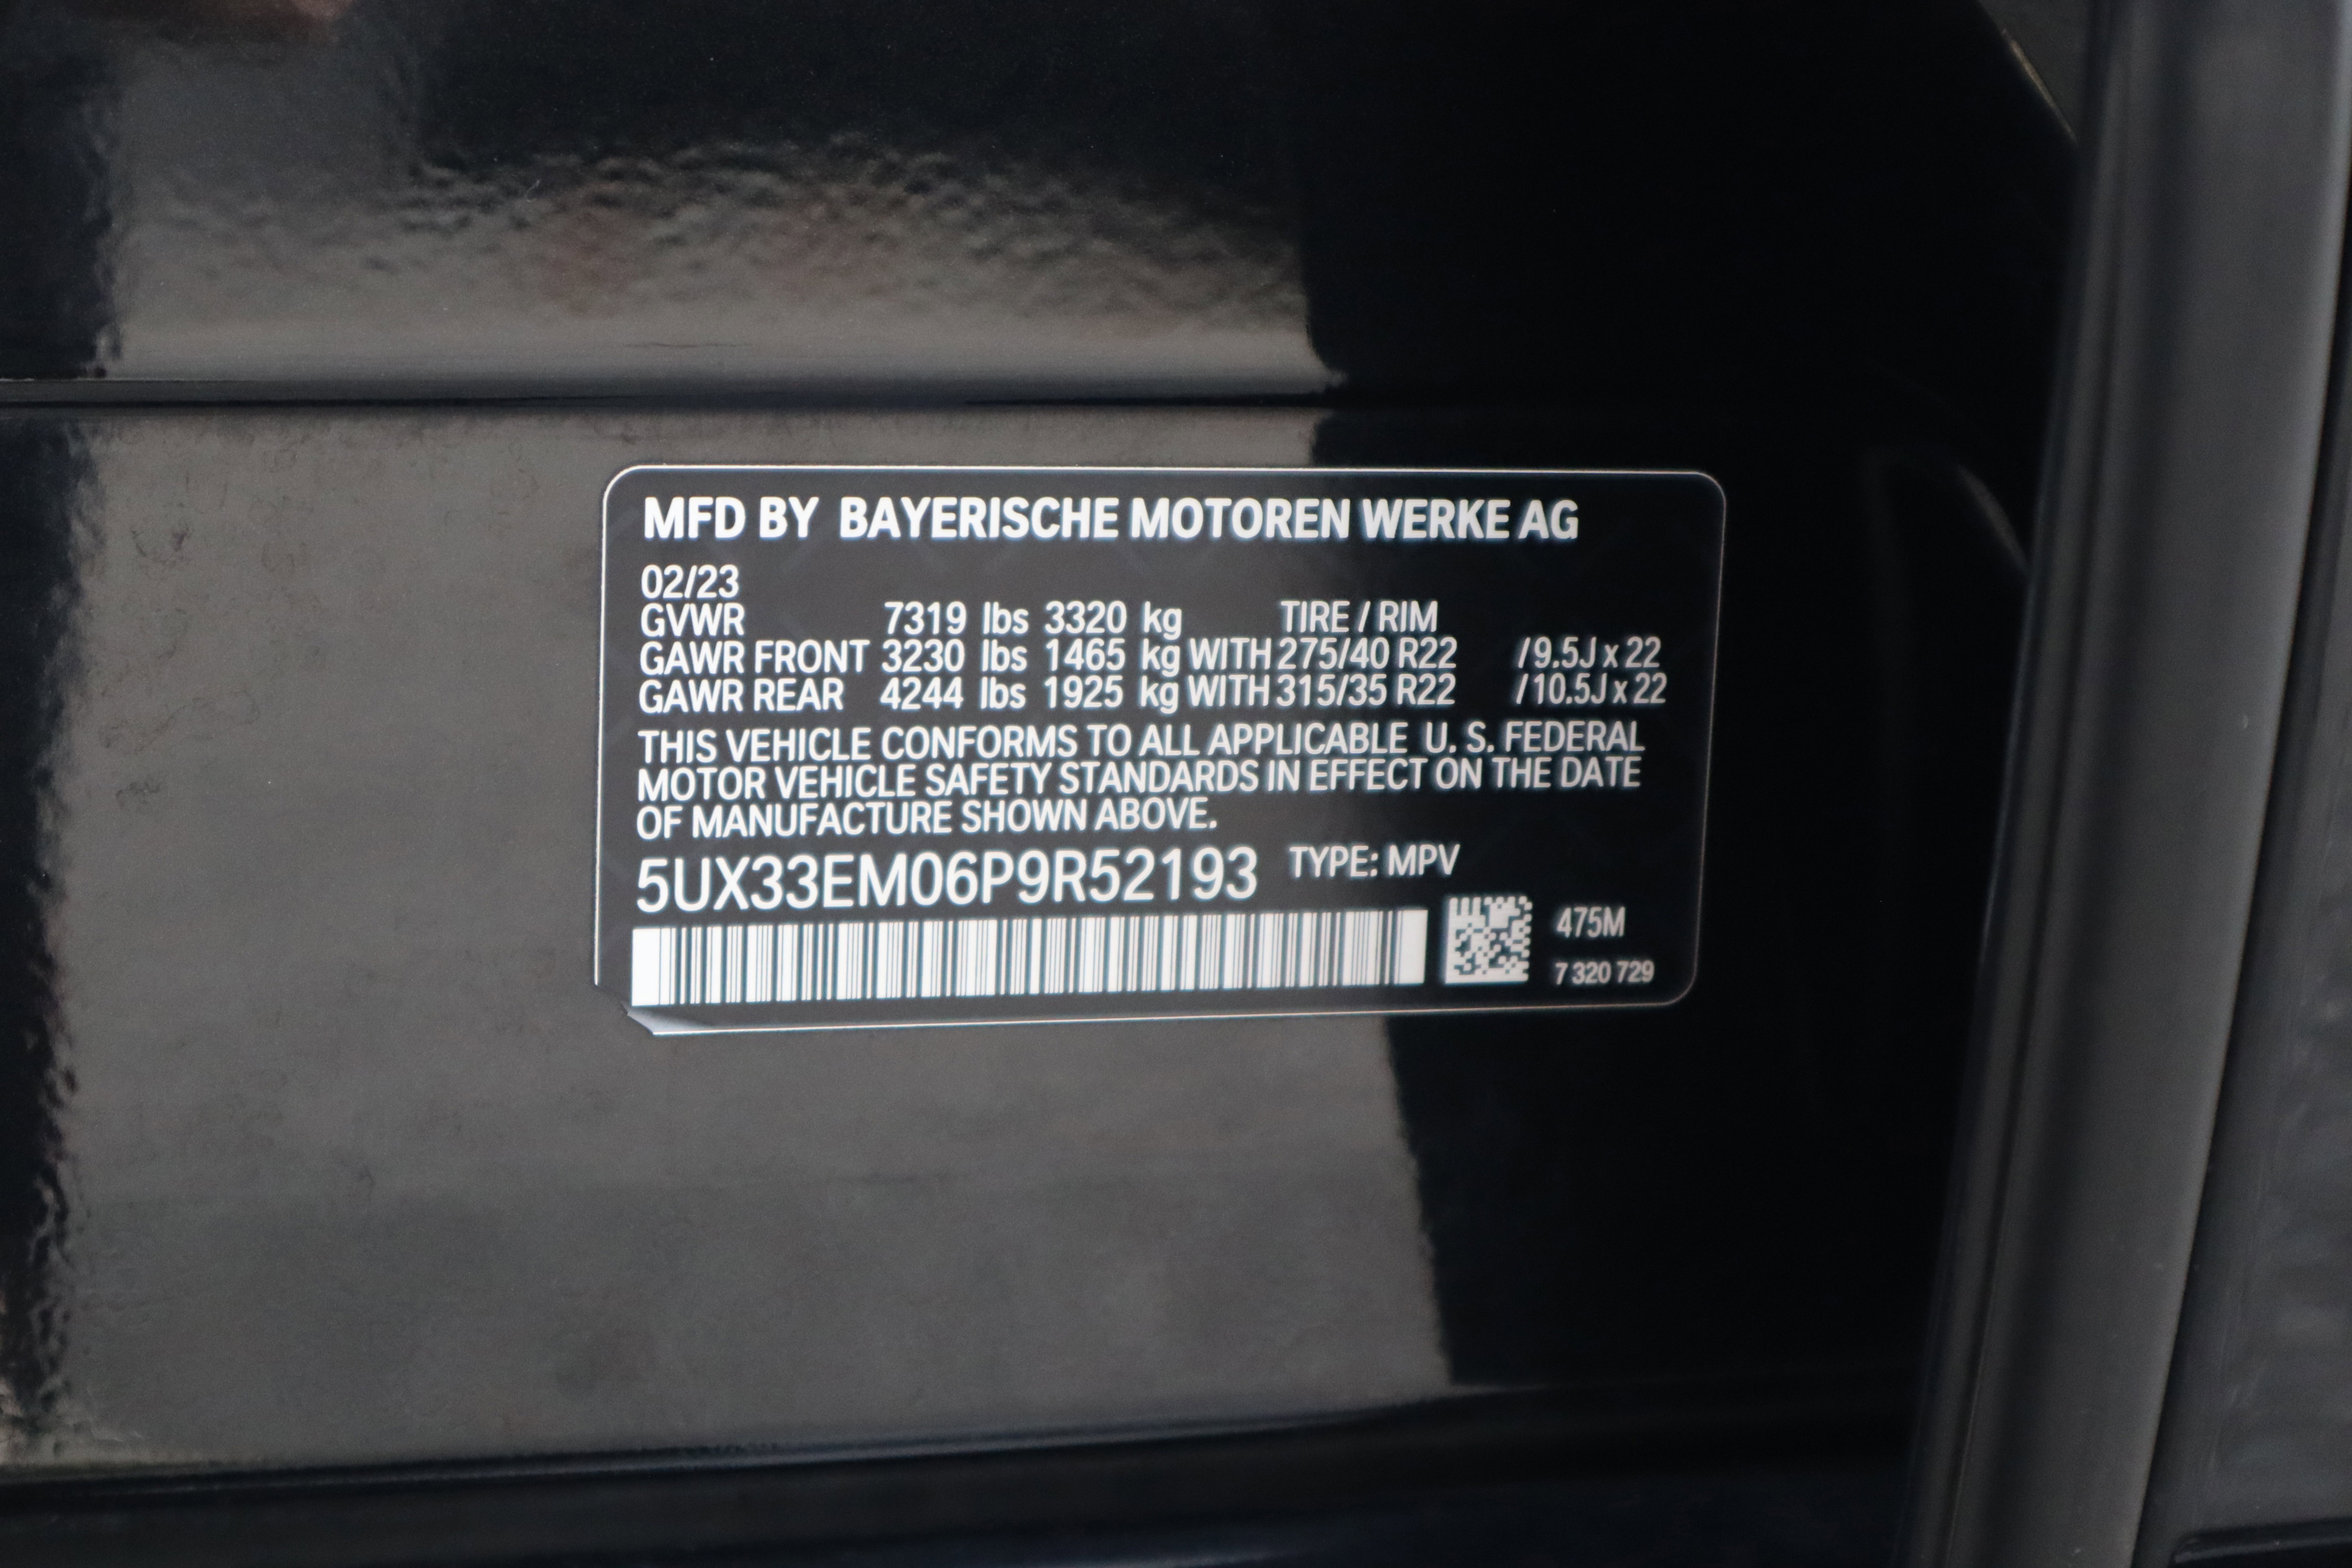 MFD BY BAYERISCHE MOTOREN WERKE AG
02/23
GVWR 7319 lbs 3320 kg TIRE / RIM
GAWR FRONT 3230 lbs 1465 kg WITH 275/40 R22 /9.5J x 22
GAWR REAR 4244 lbs 1925 kg WITH 315/35 R22 /10.5J x 22
THIS VEHICLE CONFORMS TO ALL APPLICABLE U. S. FEDERAL
MOTOR VEHICLE SAFETY STANDARDS IN EFFECT ON THE DATE
OF MANUFACTURE SHOWN ABOVE.
5UX33EM06P9R52193 TYPE: MPV
475M
7 320 729